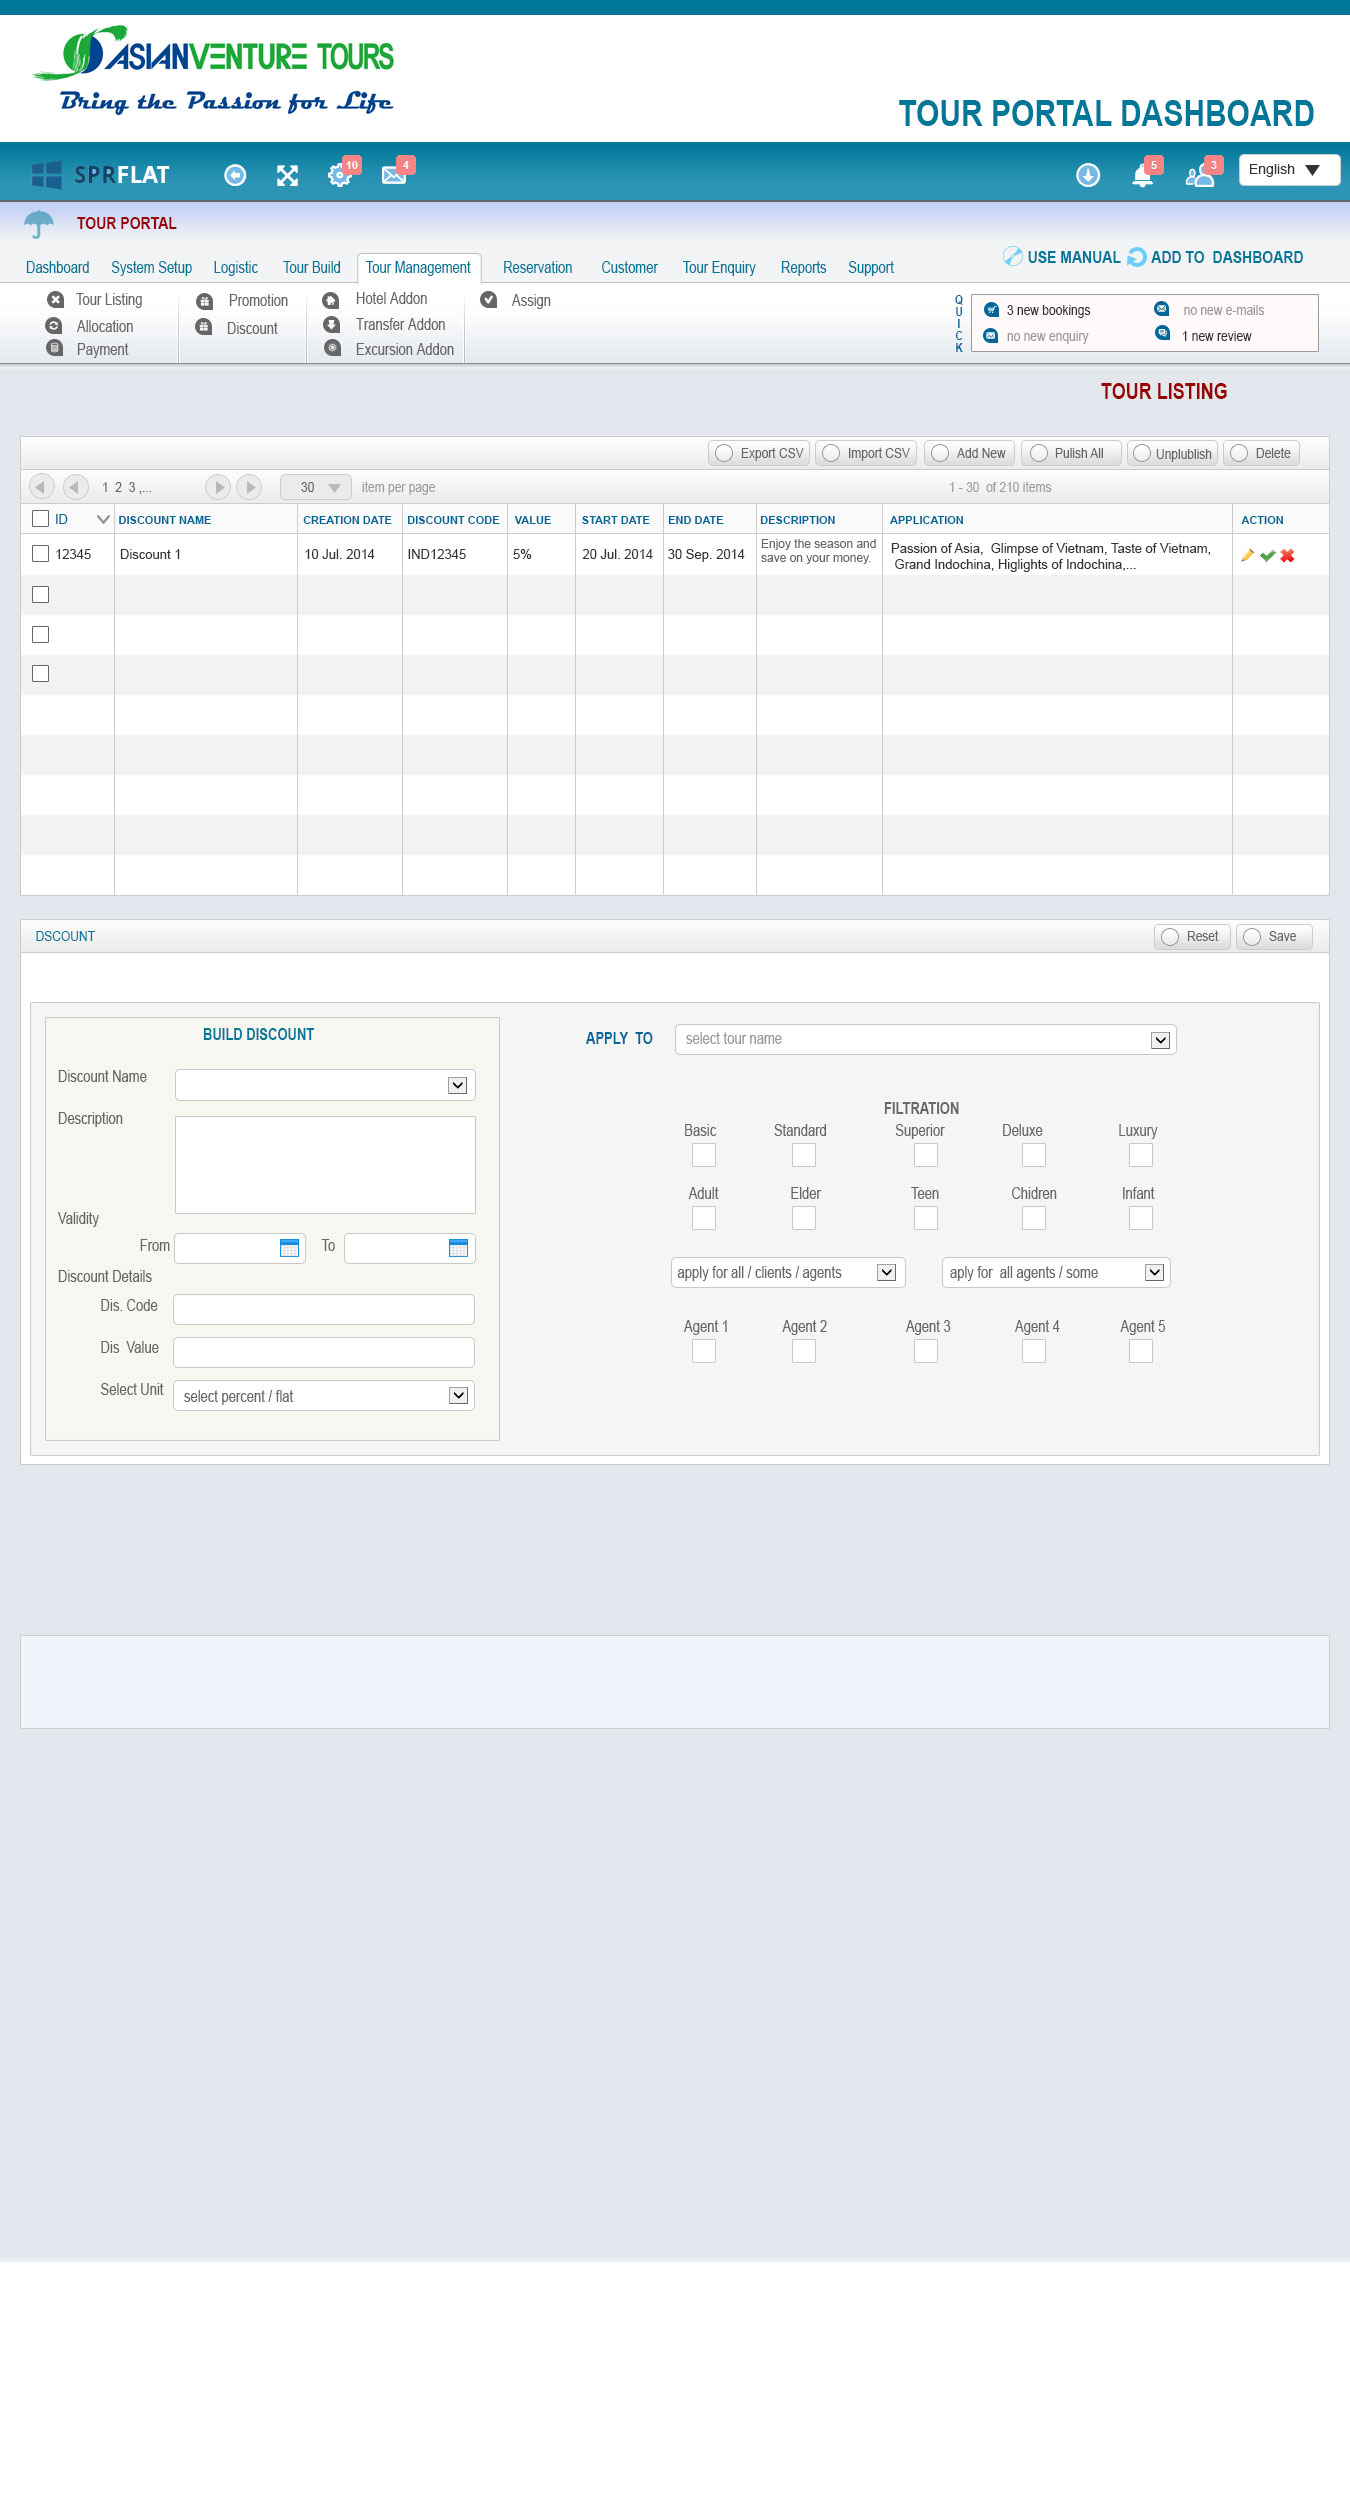 ASIANVENTURE TOURS
Bring the Passion for Life
TOUR PORTAL DASHBOARD
SPRFLAT 10 4 5 3 English
TOUR PORTAL
USE MANUAL ADD TO DASHBOARD
Dashboard System Setup Logistic Tour Build Tour Management Reservation Customer Tour Enquiry Reports Support
Tour Listing Promotion Hotel Addon Assign
Allocation Discount Transfer Addon
Payment Excursion Addon
QUICK
3 new bookings no new e-mails
no new enquiry 1 new review
TOUR LISTING
Export CSV Import CSV Add New Pulish All Unplublish Delete
1 2 3 ,... 30 item per page 1 - 30 of 210 items
ID DISCOUNT NAME CREATION DATE DISCOUNT CODE VALUE START DATE END DATE DESCRIPTION APPLICATION ACTION
12345 Discount 1 10 Jul. 2014 IND12345 5% 20 Jul. 2014 30 Sep. 2014 Enjoy the season and save on your money. Passion of Asia, Glimpse of Vietnam, Taste of Vietnam,
Grand Indochina, Higlights of Indochina,...
DSCOUNT Reset Save
BUILD DISCOUNT
Discount Name
Description
Validity
From To
Discount Details
Dis. Code
Dis Value
Select Unit select percent / flat
APPLY TO select tour name
FILTRATION
Basic Standard Superior Deluxe Luxury
Adult Elder Teen Chidren Infant
apply for all / clients / agents aply for all agents / some
Agent 1 Agent 2 Agent 3 Agent 4 Agent 5